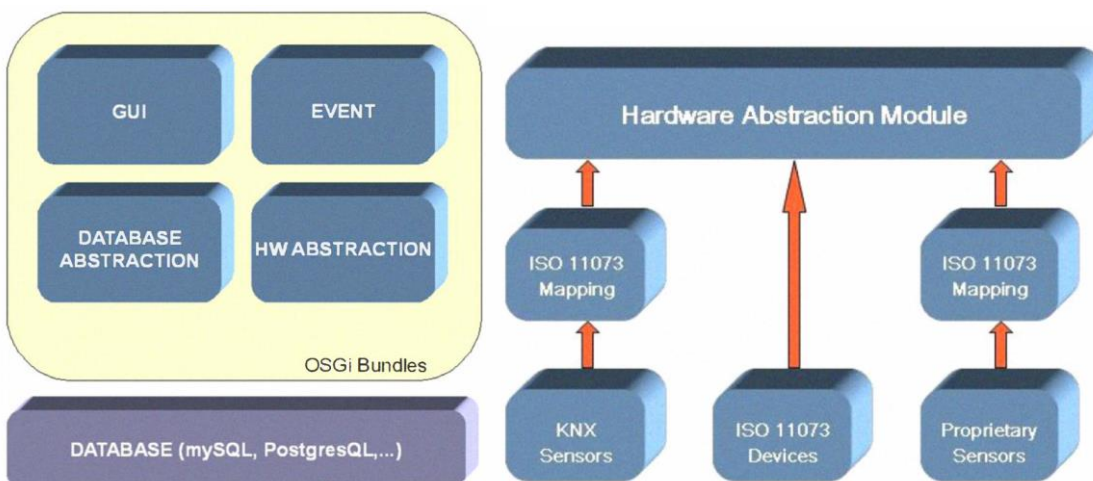 GUI
EVENT
DATABASE
ABSTRACTION
HW ABSTRACTION
OSGi Bundles
DATABASE (mySQL, PostgresQL,...)
Hardware Abstraction Module
ISO 11073
Mapping
ISO 11073
Mapping
KNX
Sensors
ISO 11073
Devices
Proprietary
Sensors